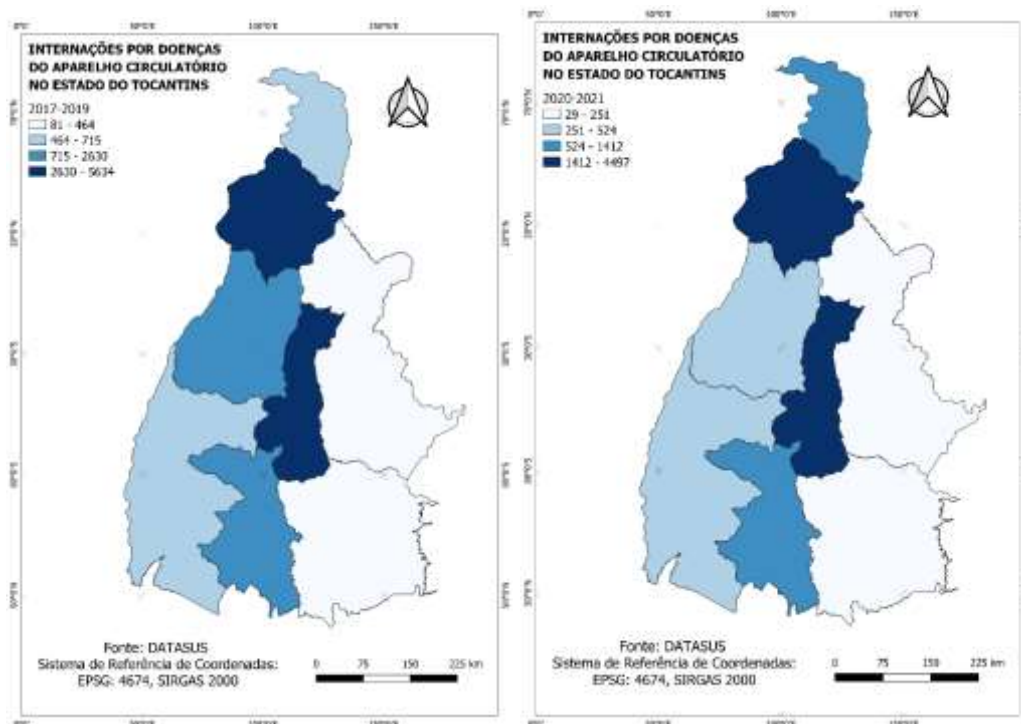 INTERNAÇÕES POR DOENÇAS
DO APARELHO CIRCULATÓRIO
NO ESTADO DO TOCANTINS
2017-2019
81 - 464
464 - 715
715 - 2630
2630 - 5634
Fonte: DATASUS
Sistema de Referência de Coordenadas:
EPSG: 4674, SIRGAS 2000
0 75 150 225 km
INTERNAÇÕES POR DOENÇAS
DO APARELHO CIRCULATÓRIO
NO ESTADO DO TOCANTINS
2020-2021
29 - 251
251 - 524
524 - 1412
1412 - 4497
Fonte: DATASUS
Sistema de Referência de Coordenadas:
EPSG: 4674, SIRGAS 2000
0 75 150 225 km